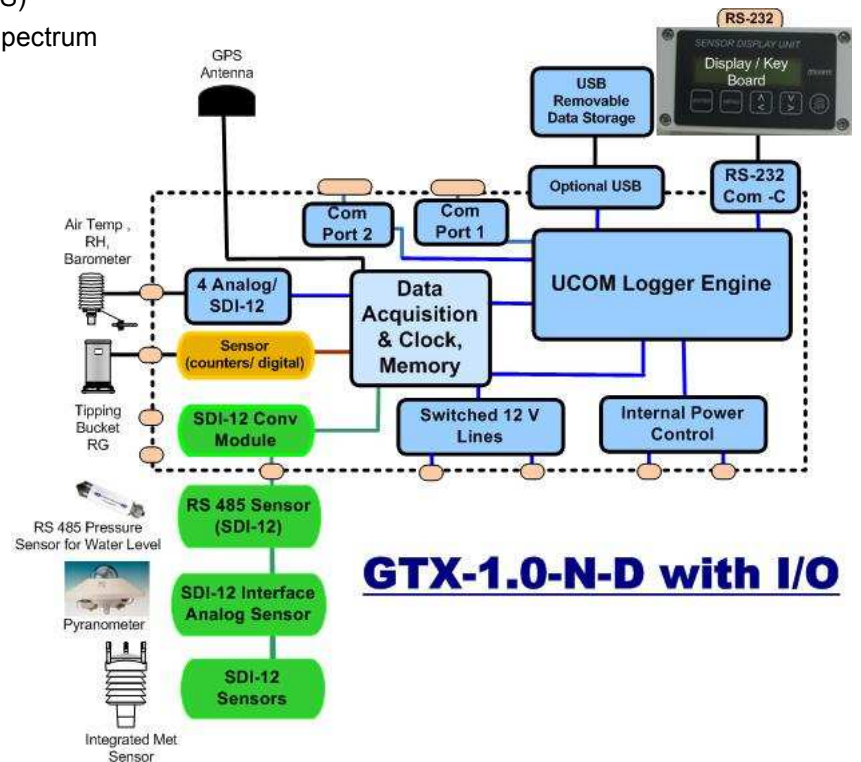 S)
pectrum
RS-232
GPS
Antenna
SENSOR DISPLAY UNIT
Display / Key
Board
USB
Removable
Data Storage
Optional USB
RS-232
Com -C
Com
Port 2
Com
Port 1
Air Temp ,
RH,
Barometer
4 Analog/
SDI-12
Data
Acquisition
& Clock,
Memory
UCOM Logger Engine
Sensor
(counters/ digital)
Tipping
Bucket
RG
SDI-12 Conv
Module
Switched 12 V
Lines
Internal Power
Control
RS 485 Pressure
Sensor for Water Level
RS 485 Sensor
(SDI-12)
GTX-1.0-N-D with I/O
Pyranometer
SDI-12 Interface
Analog Sensor
SDI-12
Sensors
Integrated Met
Sensor